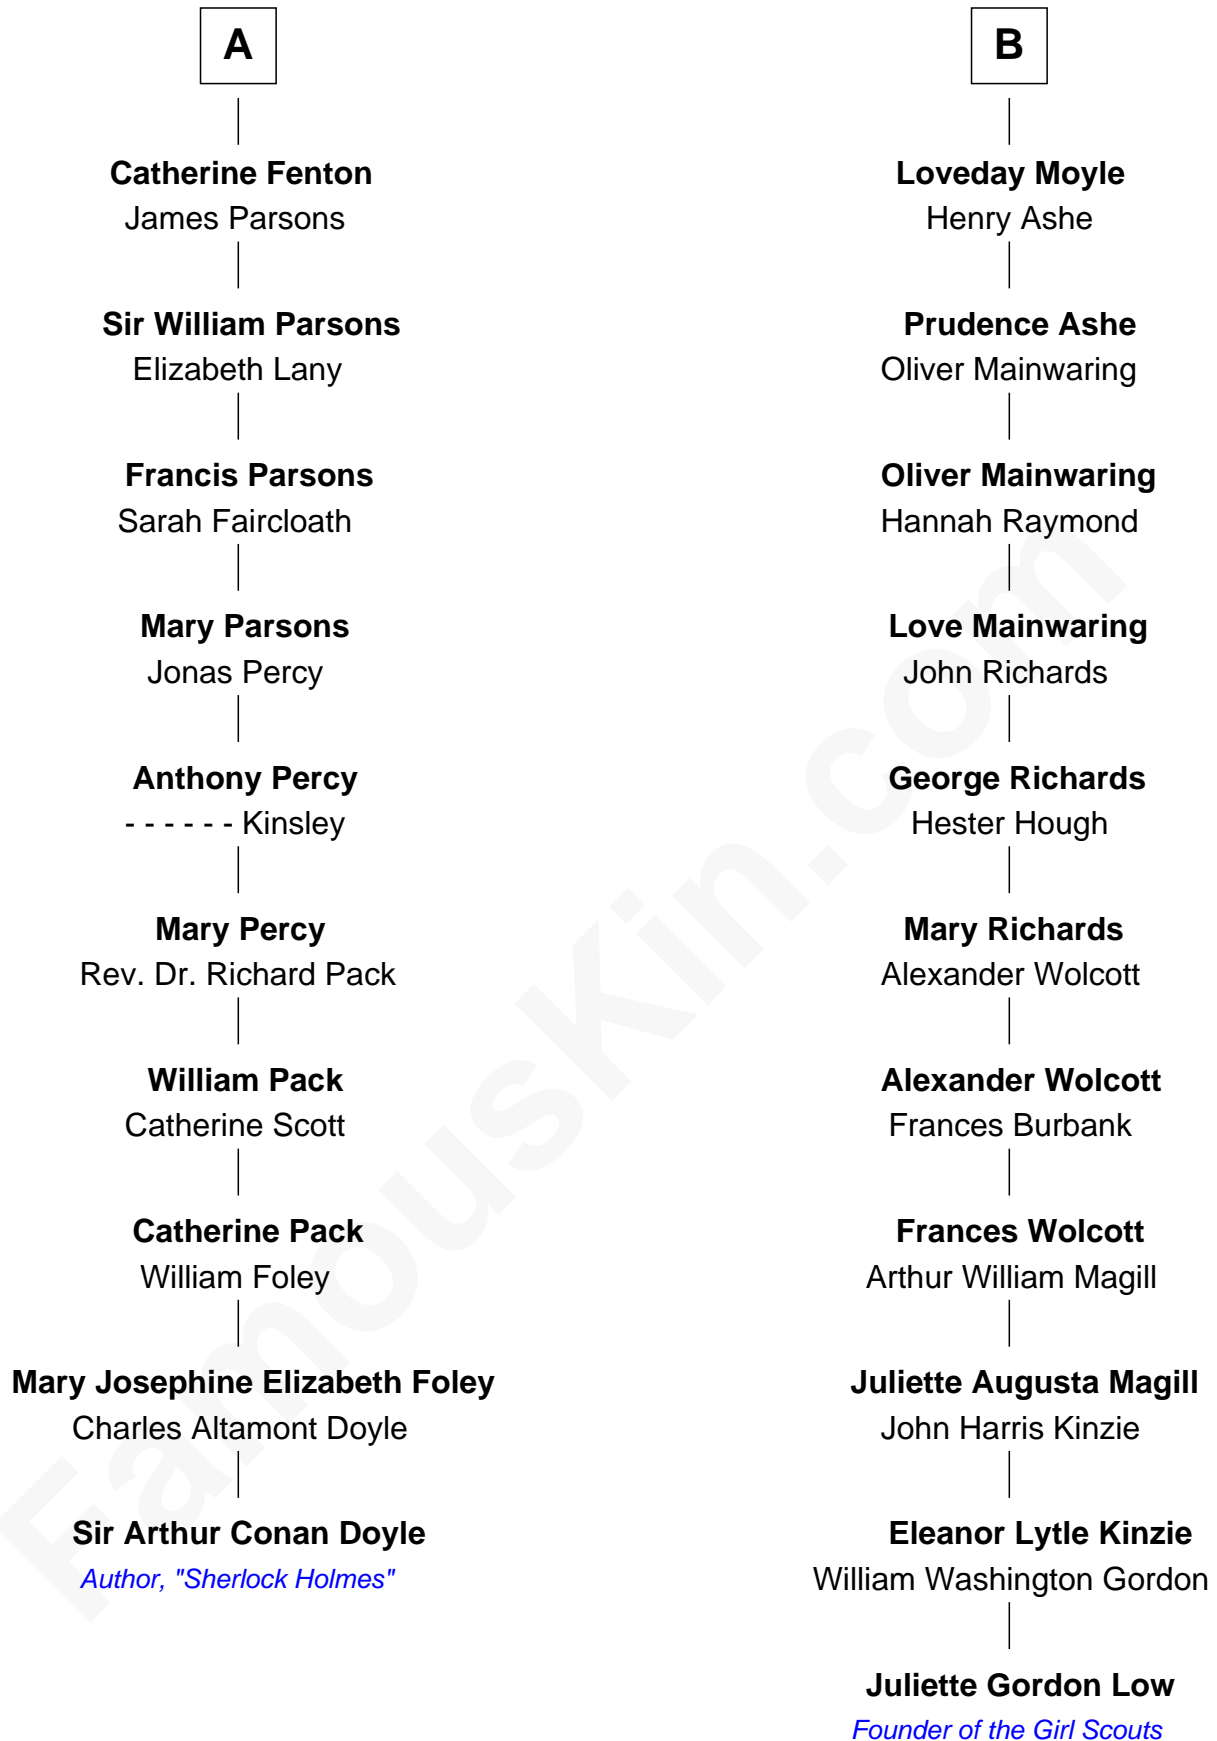 A
Catherine Fenton
James Parsons
Sir William Parsons
Elizabeth Lany
Francis Parsons
Sarah Faircloath
Mary Parsons
Jonas Percy
Anthony Percy
- - - - - - Kinsley
Mary Percy
Rev. Dr. Richard Pack
William Pack
Catherine Scott
Catherine Pack
William Foley
Mary Josephine Elizabeth Foley
Charles Altamont Doyle
Sir Arthur Conan Doyle
Author, "Sherlock Holmes"
B
Loveday Moyle
Henry Ashe
Prudence Ashe
Oliver Mainwaring
Oliver Mainwaring
Hannah Raymond
Love Mainwaring
John Richards
George Richards
Hester Hough
Mary Richards
Alexander Wolcott
Alexander Wolcott
Frances Burbank
Frances Wolcott
Arthur William Magill
Juliette Augusta Magill
John Harris Kinzie
Eleanor Lytle Kinzie
William Washington Gordon
Juliette Gordon Low
Founder of the Girl Scouts
FamousKin.com